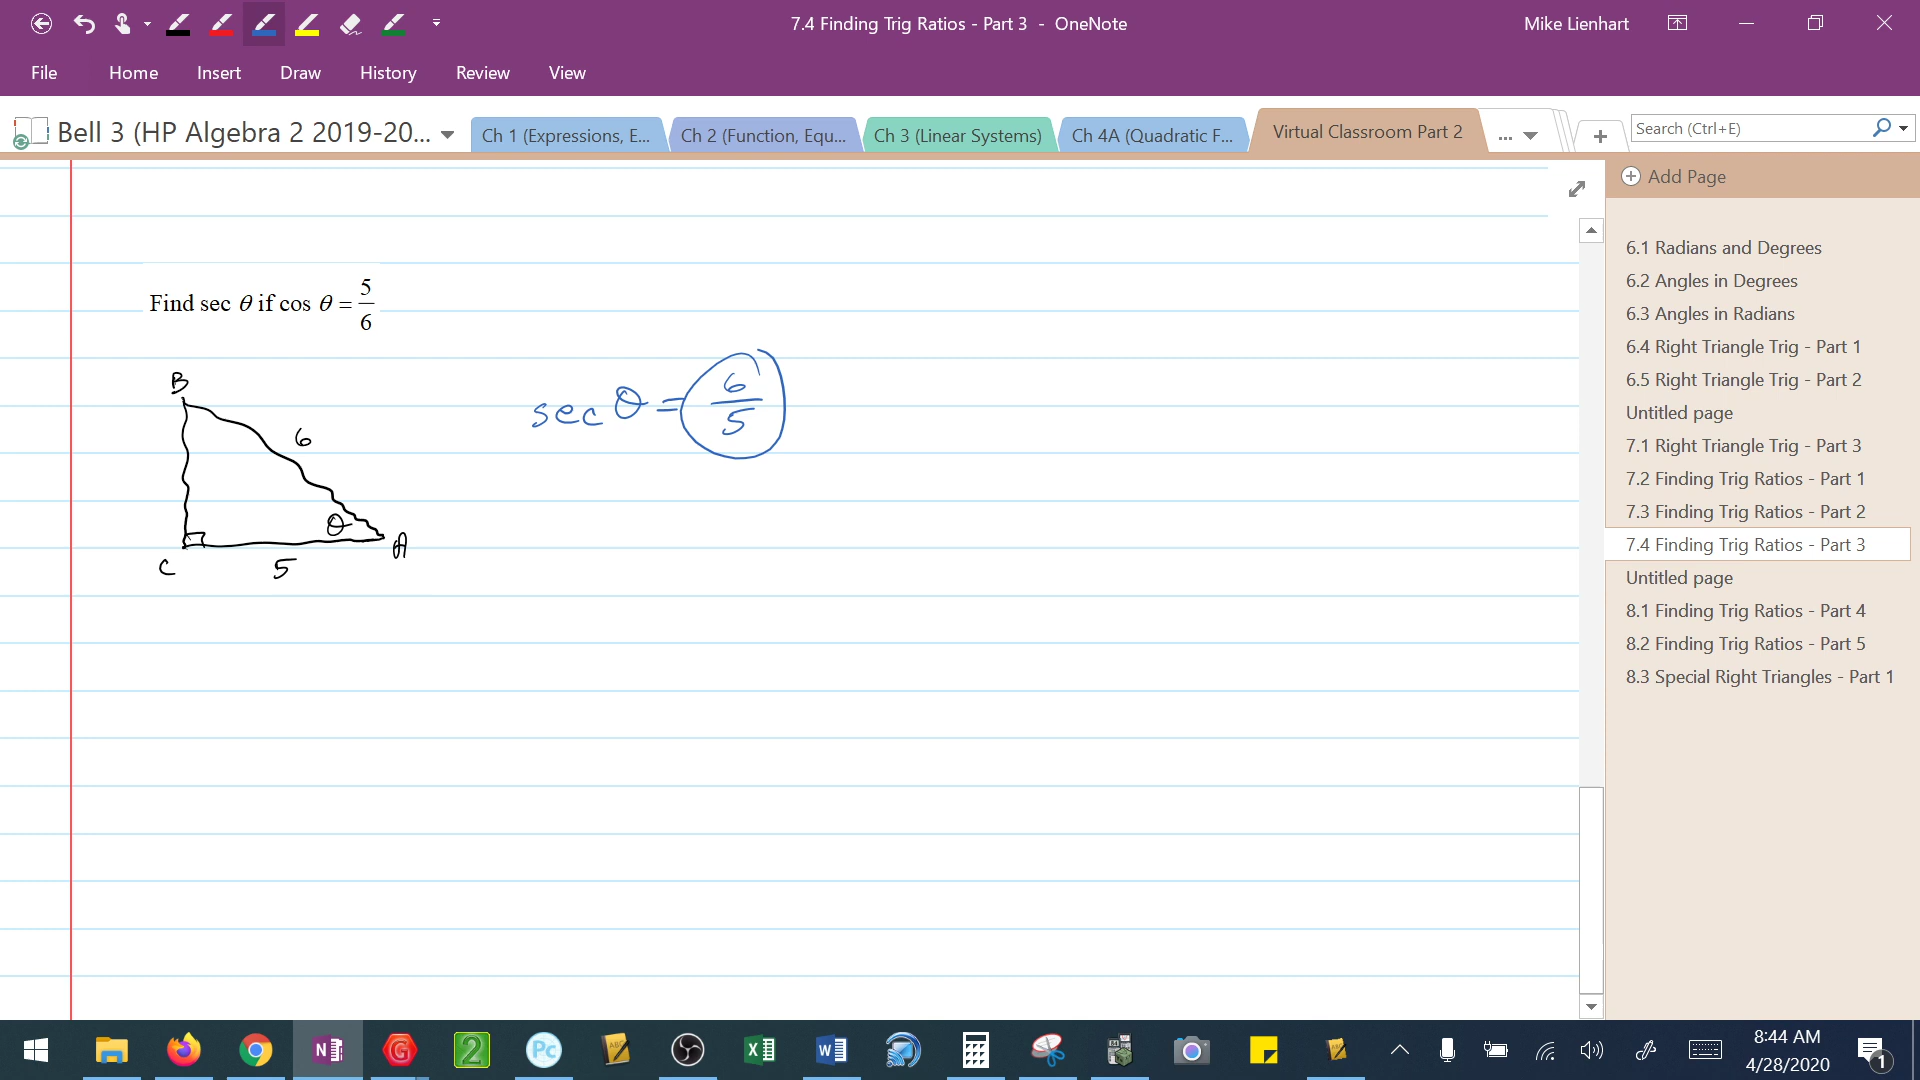 7.4 Finding Trig Ratios - Part 3 - OneNote
Mike Lienhart
File Home Insert Draw History Review View
Bell 3 (HP Algebra 2 2019-20...
Ch 1 (Expressions, E...
Ch 2 (Function, Equ...
Ch 3 (Linear Systems)
Ch 4A (Quadratic F...
Virtual Classroom Part 2
...
Search (Ctrl+E)
Add Page
Find sec θ if cos θ = 5/6
B
6
θ
A
C
5
sec θ = 6/5
6.1 Radians and Degrees
6.2 Angles in Degrees
6.3 Angles in Radians
6.4 Right Triangle Trig - Part 1
6.5 Right Triangle Trig - Part 2
Untitled page
7.1 Right Triangle Trig - Part 3
7.2 Finding Trig Ratios - Part 1
7.3 Finding Trig Ratios - Part 2
7.4 Finding Trig Ratios - Part 3
Untitled page
8.1 Finding Trig Ratios - Part 4
8.2 Finding Trig Ratios - Part 5
8.3 Special Right Triangles - Part 1
N
G
2
Pc
ABC
X
W
84
ABC
8:44 AM
4/28/2020
1